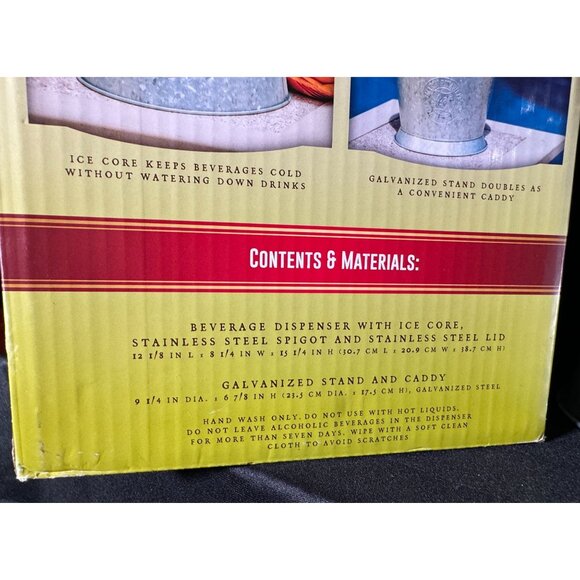 ICE CORE KEEPS BEVERAGES COLD
WITHOUT WATERING DOWN DRINKS
GALVANIZED STAND DOUBLES AS
A CONVENIENT CADDY
CONTENTS & MATERIALS:
BEVERAGE DISPENSER WITH ICE CORE,
STAINLESS STEEL SPIGOT AND STAINLESS STEEL LID
12 1/8 IN L x 8 1/4 IN W x 15 1/4 IN H (30.7 CM L x 20.9 CM W x 38.7 CM H)
GALVANIZED STAND AND CADDY
9 1/4 IN DIA. x 6 7/8 IN H (23.5 CM DIA. x 17.5 CM H), GALVANIZED STEEL
HAND WASH ONLY. DO NOT USE WITH HOT LIQUIDS.
DO NOT LEAVE ALCOHOLIC BEVERAGES IN THE DISPENSER
FOR MORE THAN SEVEN DAYS. WIPE WITH A SOFT CLEAN
CLOTH TO AVOID SCRATCHES